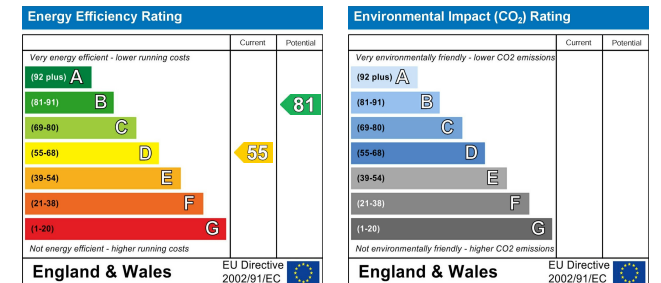 Energy Efficiency Rating
Current Potential
Very energy efficient - lower running costs
(92 plus) A
(81-91) B
81
(69-80) C
(55-68) D
55
(39-54) E
(21-38) F
(1-20) G
Not energy efficient - higher running costs
England & Wales
EU Directive
2002/91/EC
Environmental Impact (CO2) Rating
Current Potential
Very environmentally friendly - lower CO2 emissions
(92 plus) A
(81-91) B
(69-80) C
(55-68) D
(39-54) E
(21-38) F
(1-20) G
Not environmentally friendly - higher CO2 emissions
England & Wales
EU Directive
2002/91/EC